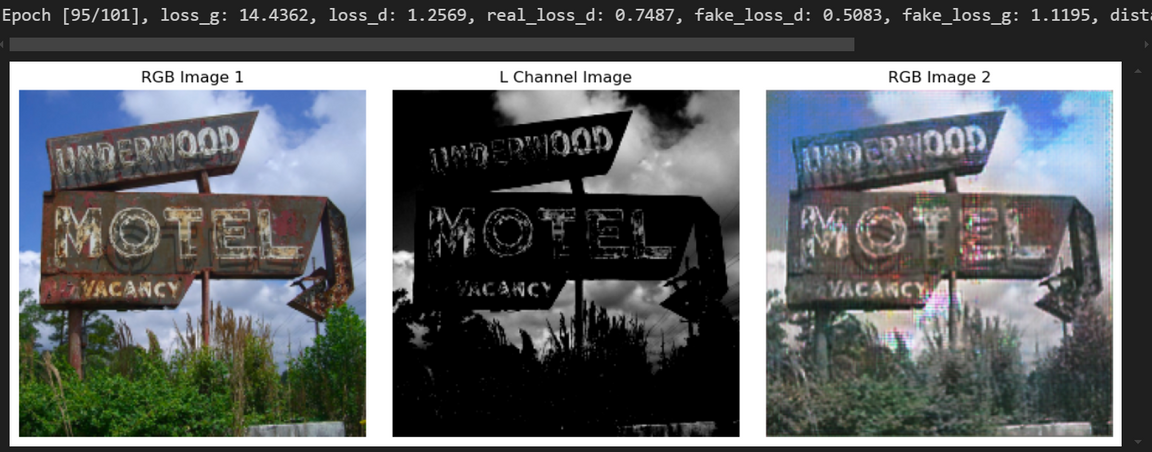 Epoch [95/101], loss_g: 14.4362, loss_d: 1.2569, real_loss_d: 0.7487, fake_loss_d: 0.5083, fake_loss_g: 1.1195, dista
RGB Image 1
L Channel Image
RGB Image 2
UNDERWOOD
MOTEL
VACANCY
UNDERWOOD
MOTEL
VACANCY
UNDERWOOD
MOTEL
VACANCY